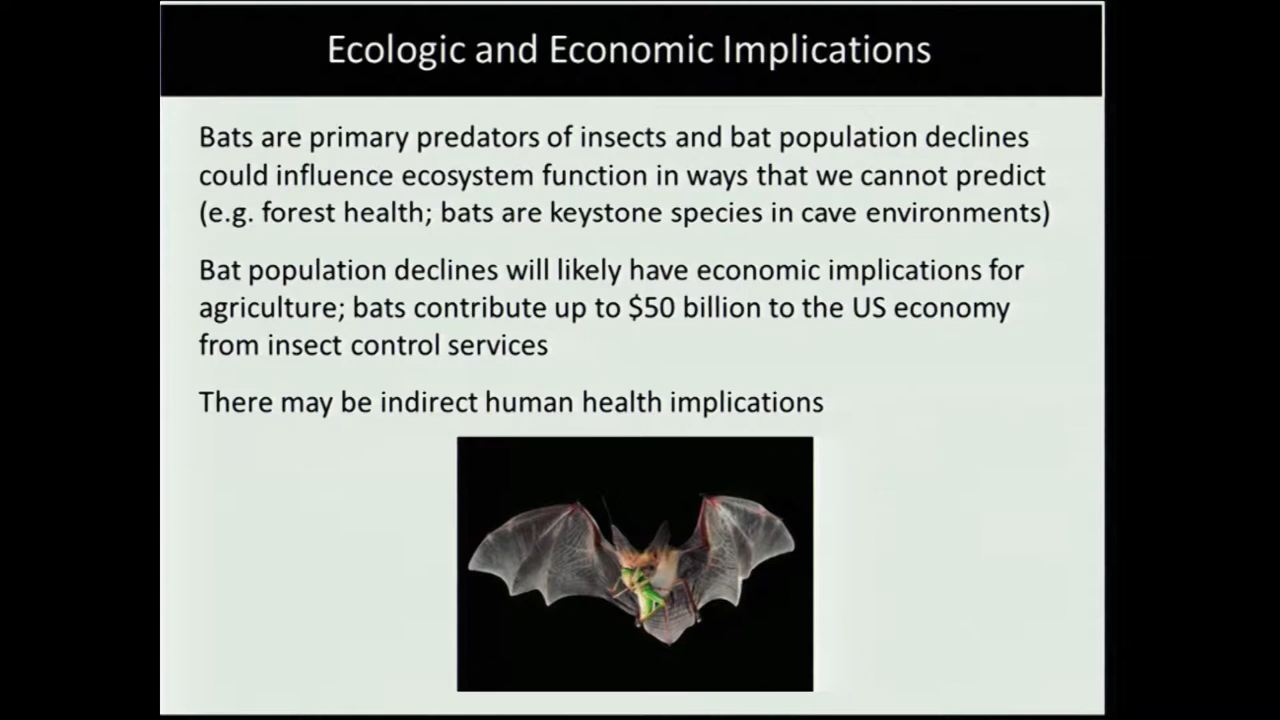 Ecologic and Economic Implications
Bats are primary predators of insects and bat population declines
could influence ecosystem function in ways that we cannot predict
(e.g. forest health; bats are keystone species in cave environments)
Bat population declines will likely have economic implications for
agriculture; bats contribute up to $50 billion to the US economy
from insect control services
There may be indirect human health implications